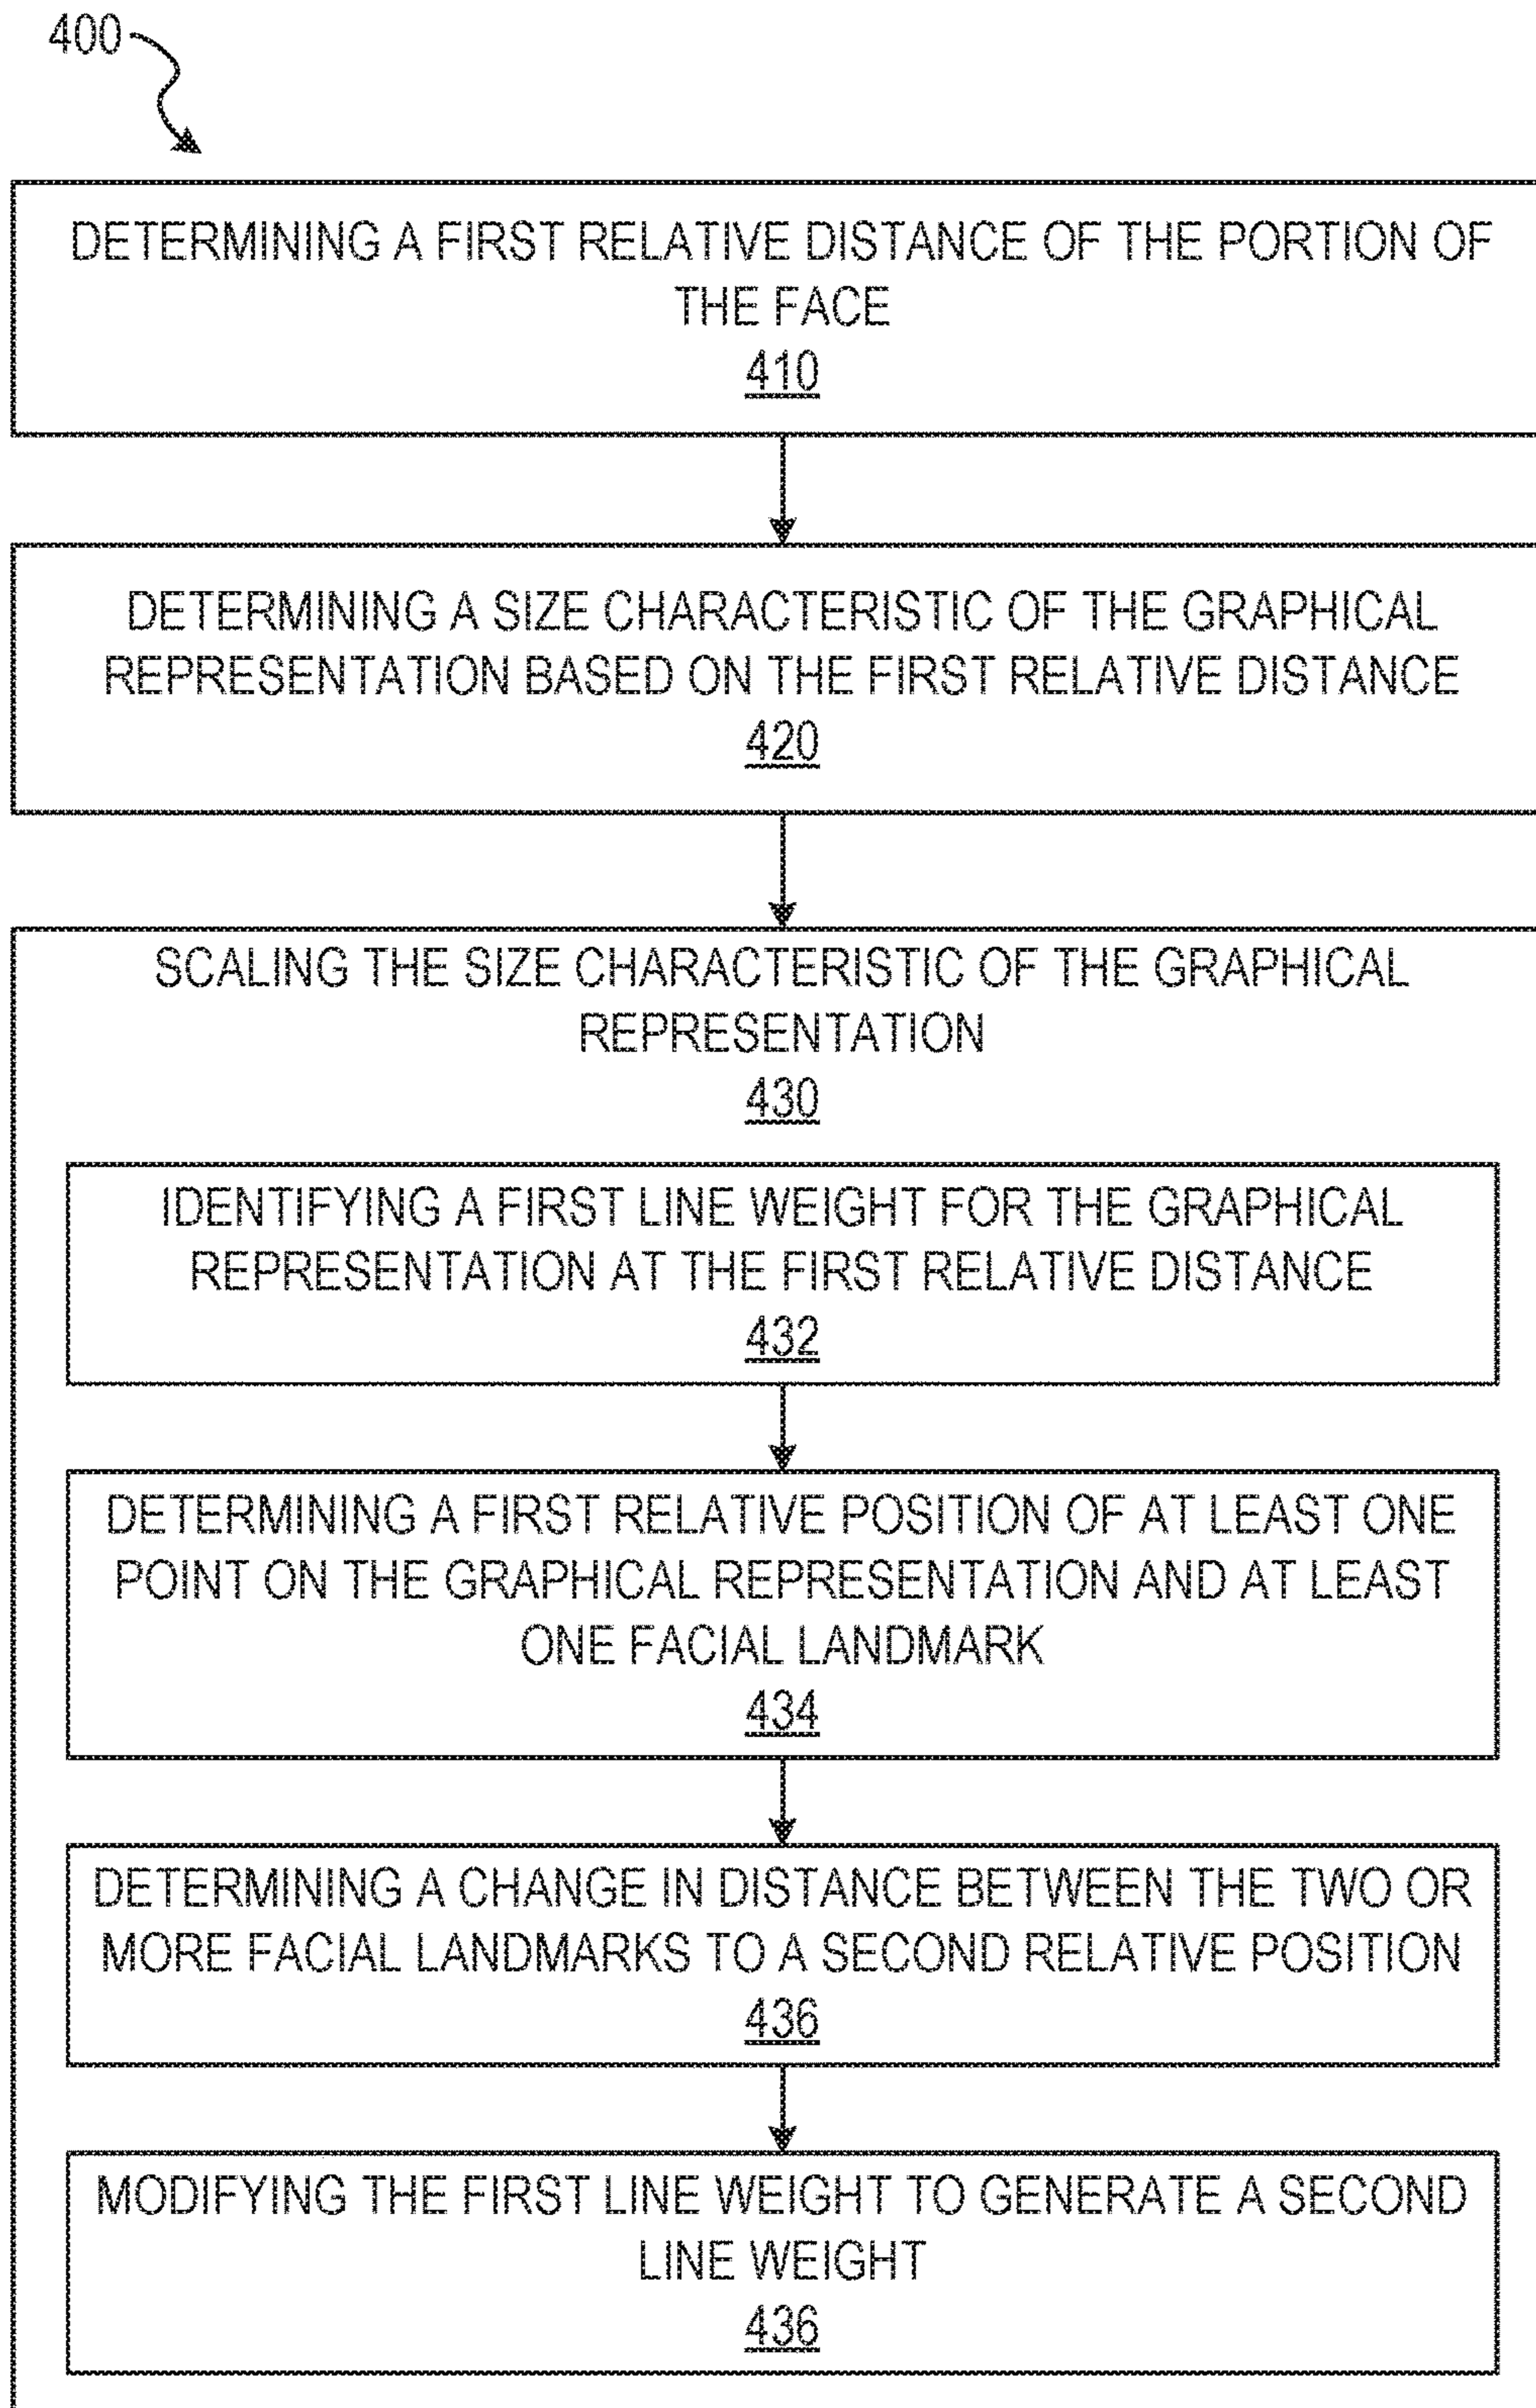 400
DETERMINING A FIRST RELATIVE DISTANCE OF THE PORTION OF
THE FACE
410
DETERMINING A SIZE CHARACTERISTIC OF THE GRAPHICAL
REPRESENTATION BASED ON THE FIRST RELATIVE DISTANCE
420
SCALING THE SIZE CHARACTERISTIC OF THE GRAPHICAL
REPRESENTATION
430
IDENTIFYING A FIRST LINE WEIGHT FOR THE GRAPHICAL
REPRESENTATION AT THE FIRST RELATIVE DISTANCE
432
DETERMINING A FIRST RELATIVE POSITION OF AT LEAST ONE
POINT ON THE GRAPHICAL REPRESENTATION AND AT LEAST
ONE FACIAL LANDMARK
434
DETERMINING A CHANGE IN DISTANCE BETWEEN THE TWO OR
MORE FACIAL LANDMARKS TO A SECOND RELATIVE POSITION
436
MODIFYING THE FIRST LINE WEIGHT TO GENERATE A SECOND
LINE WEIGHT
436